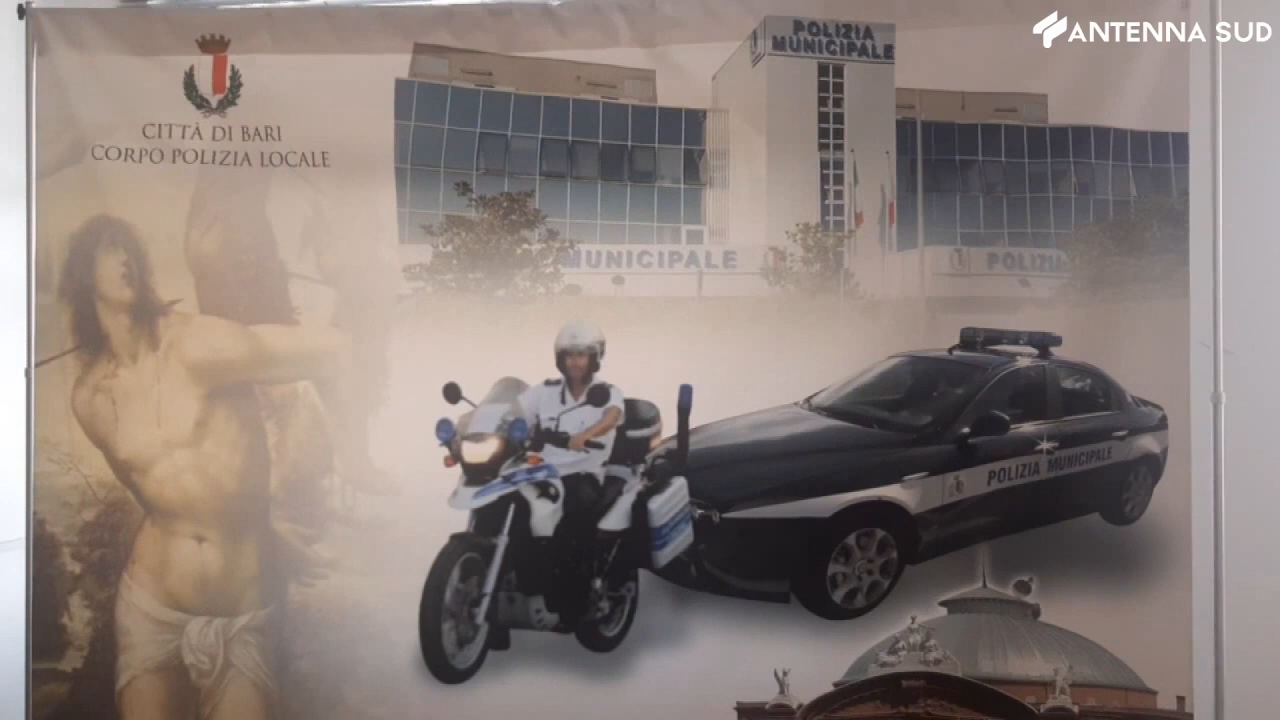 ANTENNA SUD
POLIZIA
MUNICIPALE
CITTÀ DI BARI
CORPO POLIZIA LOCALE
MUNICIPALE
POLIZIA
POLIZIA MUNICIPALE